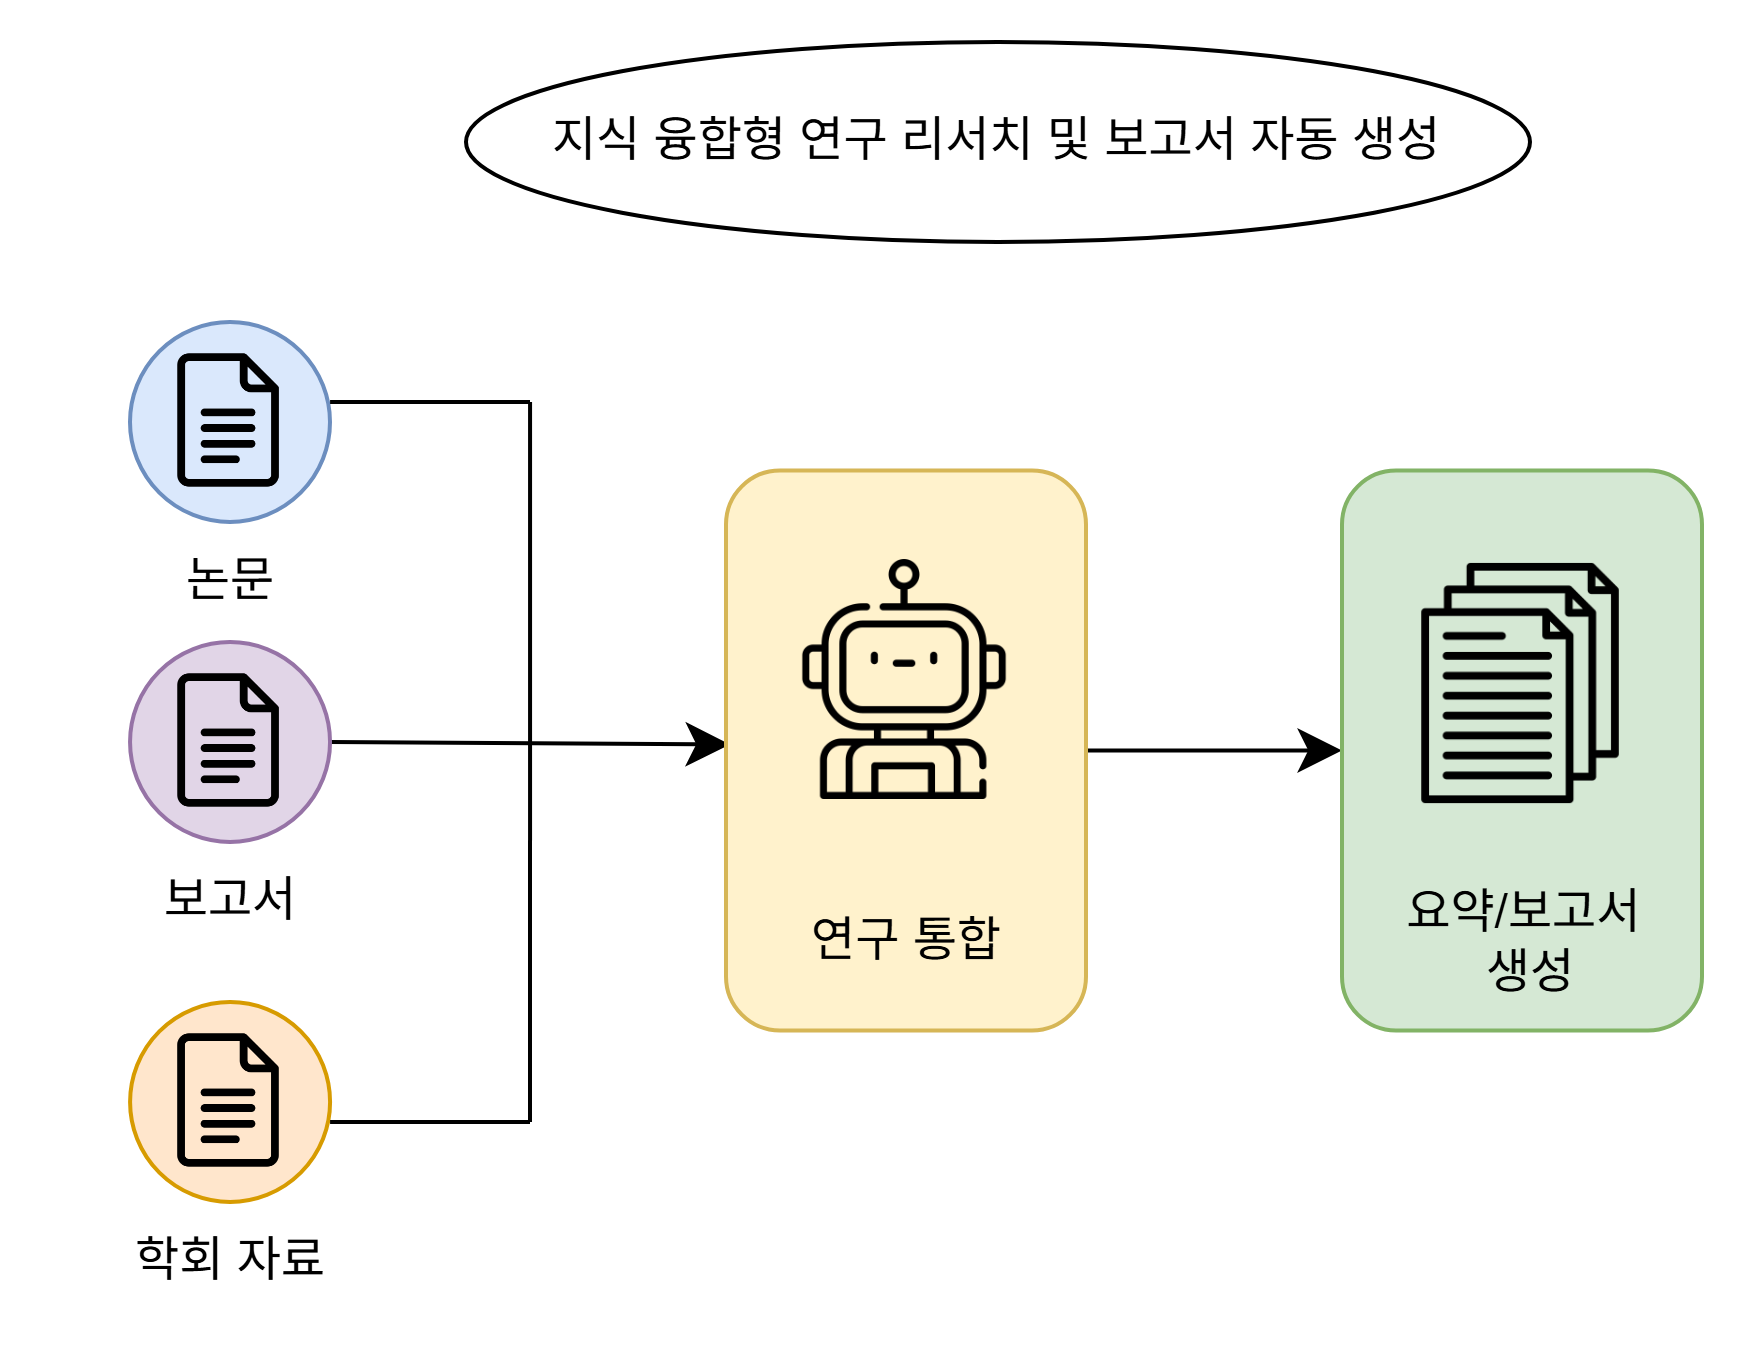 지식 융합형 연구 리서치 및 보고서 자동 생성
논문
보고서
학회 자료
연구 통합
요약/보고서
생성